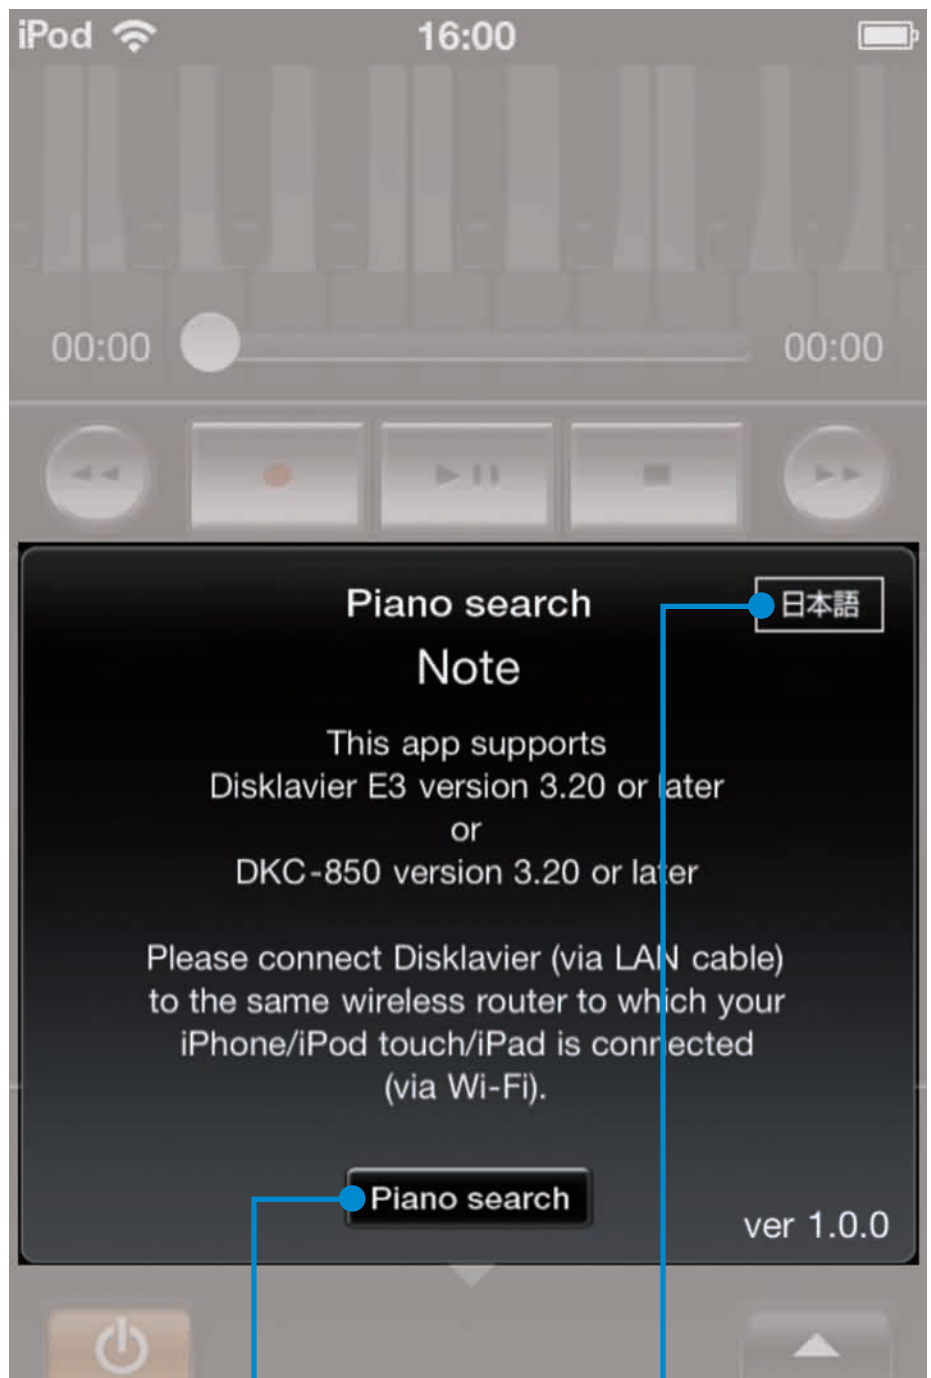 iPod 16:00
00:00 00:00
Piano search 日本語
Note
This app supports
Disklavier E3 version 3.20 or later
or
DKC-850 version 3.20 or later
Please connect Disklavier (via LAN cable)
to the same wireless router to which your
iPhone/iPod touch/iPad is connected
(via Wi-Fi).
Piano search
ver 1.0.0